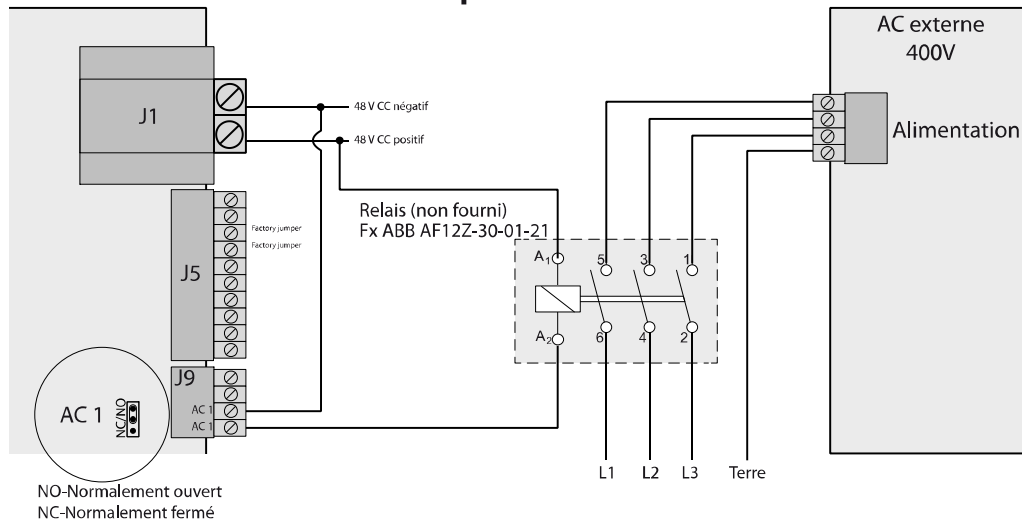 AC externe
400V
Alimentation
J1
48 V CC négatif
48 V CC positif
Relais (non fourni)
Fx ABB AF12Z-30-01-21
Factory jumper
Factory jumper
J5
A1
5
3
1
A2
6
4
2
J9
AC 1
AC 1
AC 1
NC/NO
L1
L2
L3
Terre
NO-Normalement ouvert
NC-Normalement fermé